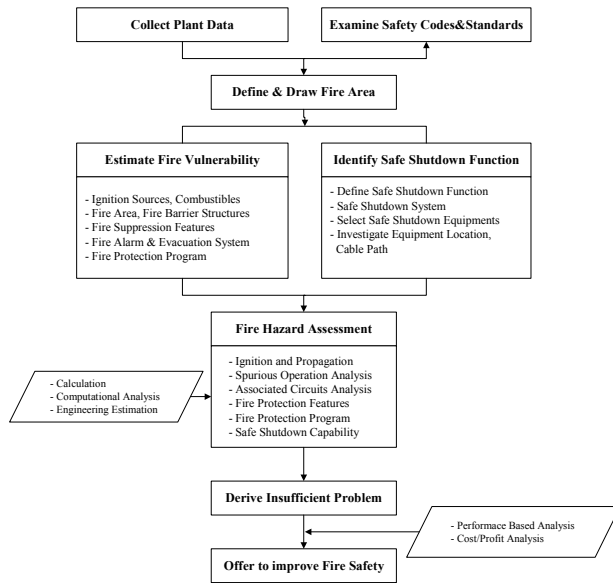 Collect Plant Data
Examine Safety Codes&Standards
Define & Draw Fire Area
Estimate Fire Vulnerability
- Ignition Sources, Combustibles
- Fire Area, Fire Barrier Structures
- Fire Suppression Features
- Fire Alarm & Evacuation System
- Fire Protection Program
Identify Safe Shutdown Function
- Define Safe Shutdown Function
- Safe Shutdown System
- Select Safe Shutdown Equipments
- Investigate Equipment Location,
Cable Path
Fire Hazard Assessment
- Ignition and Propagation
- Spurious Operation Analysis
- Associated Circuits Analysis
- Fire Protection Features
- Fire Protection Program
- Safe Shutdown Capability
- Calculation
- Computational Analysis
- Engineering Estimation
Derive Insufficient Problem
- Performace Based Analysis
- Cost/Profit Analysis
Offer to improve Fire Safety